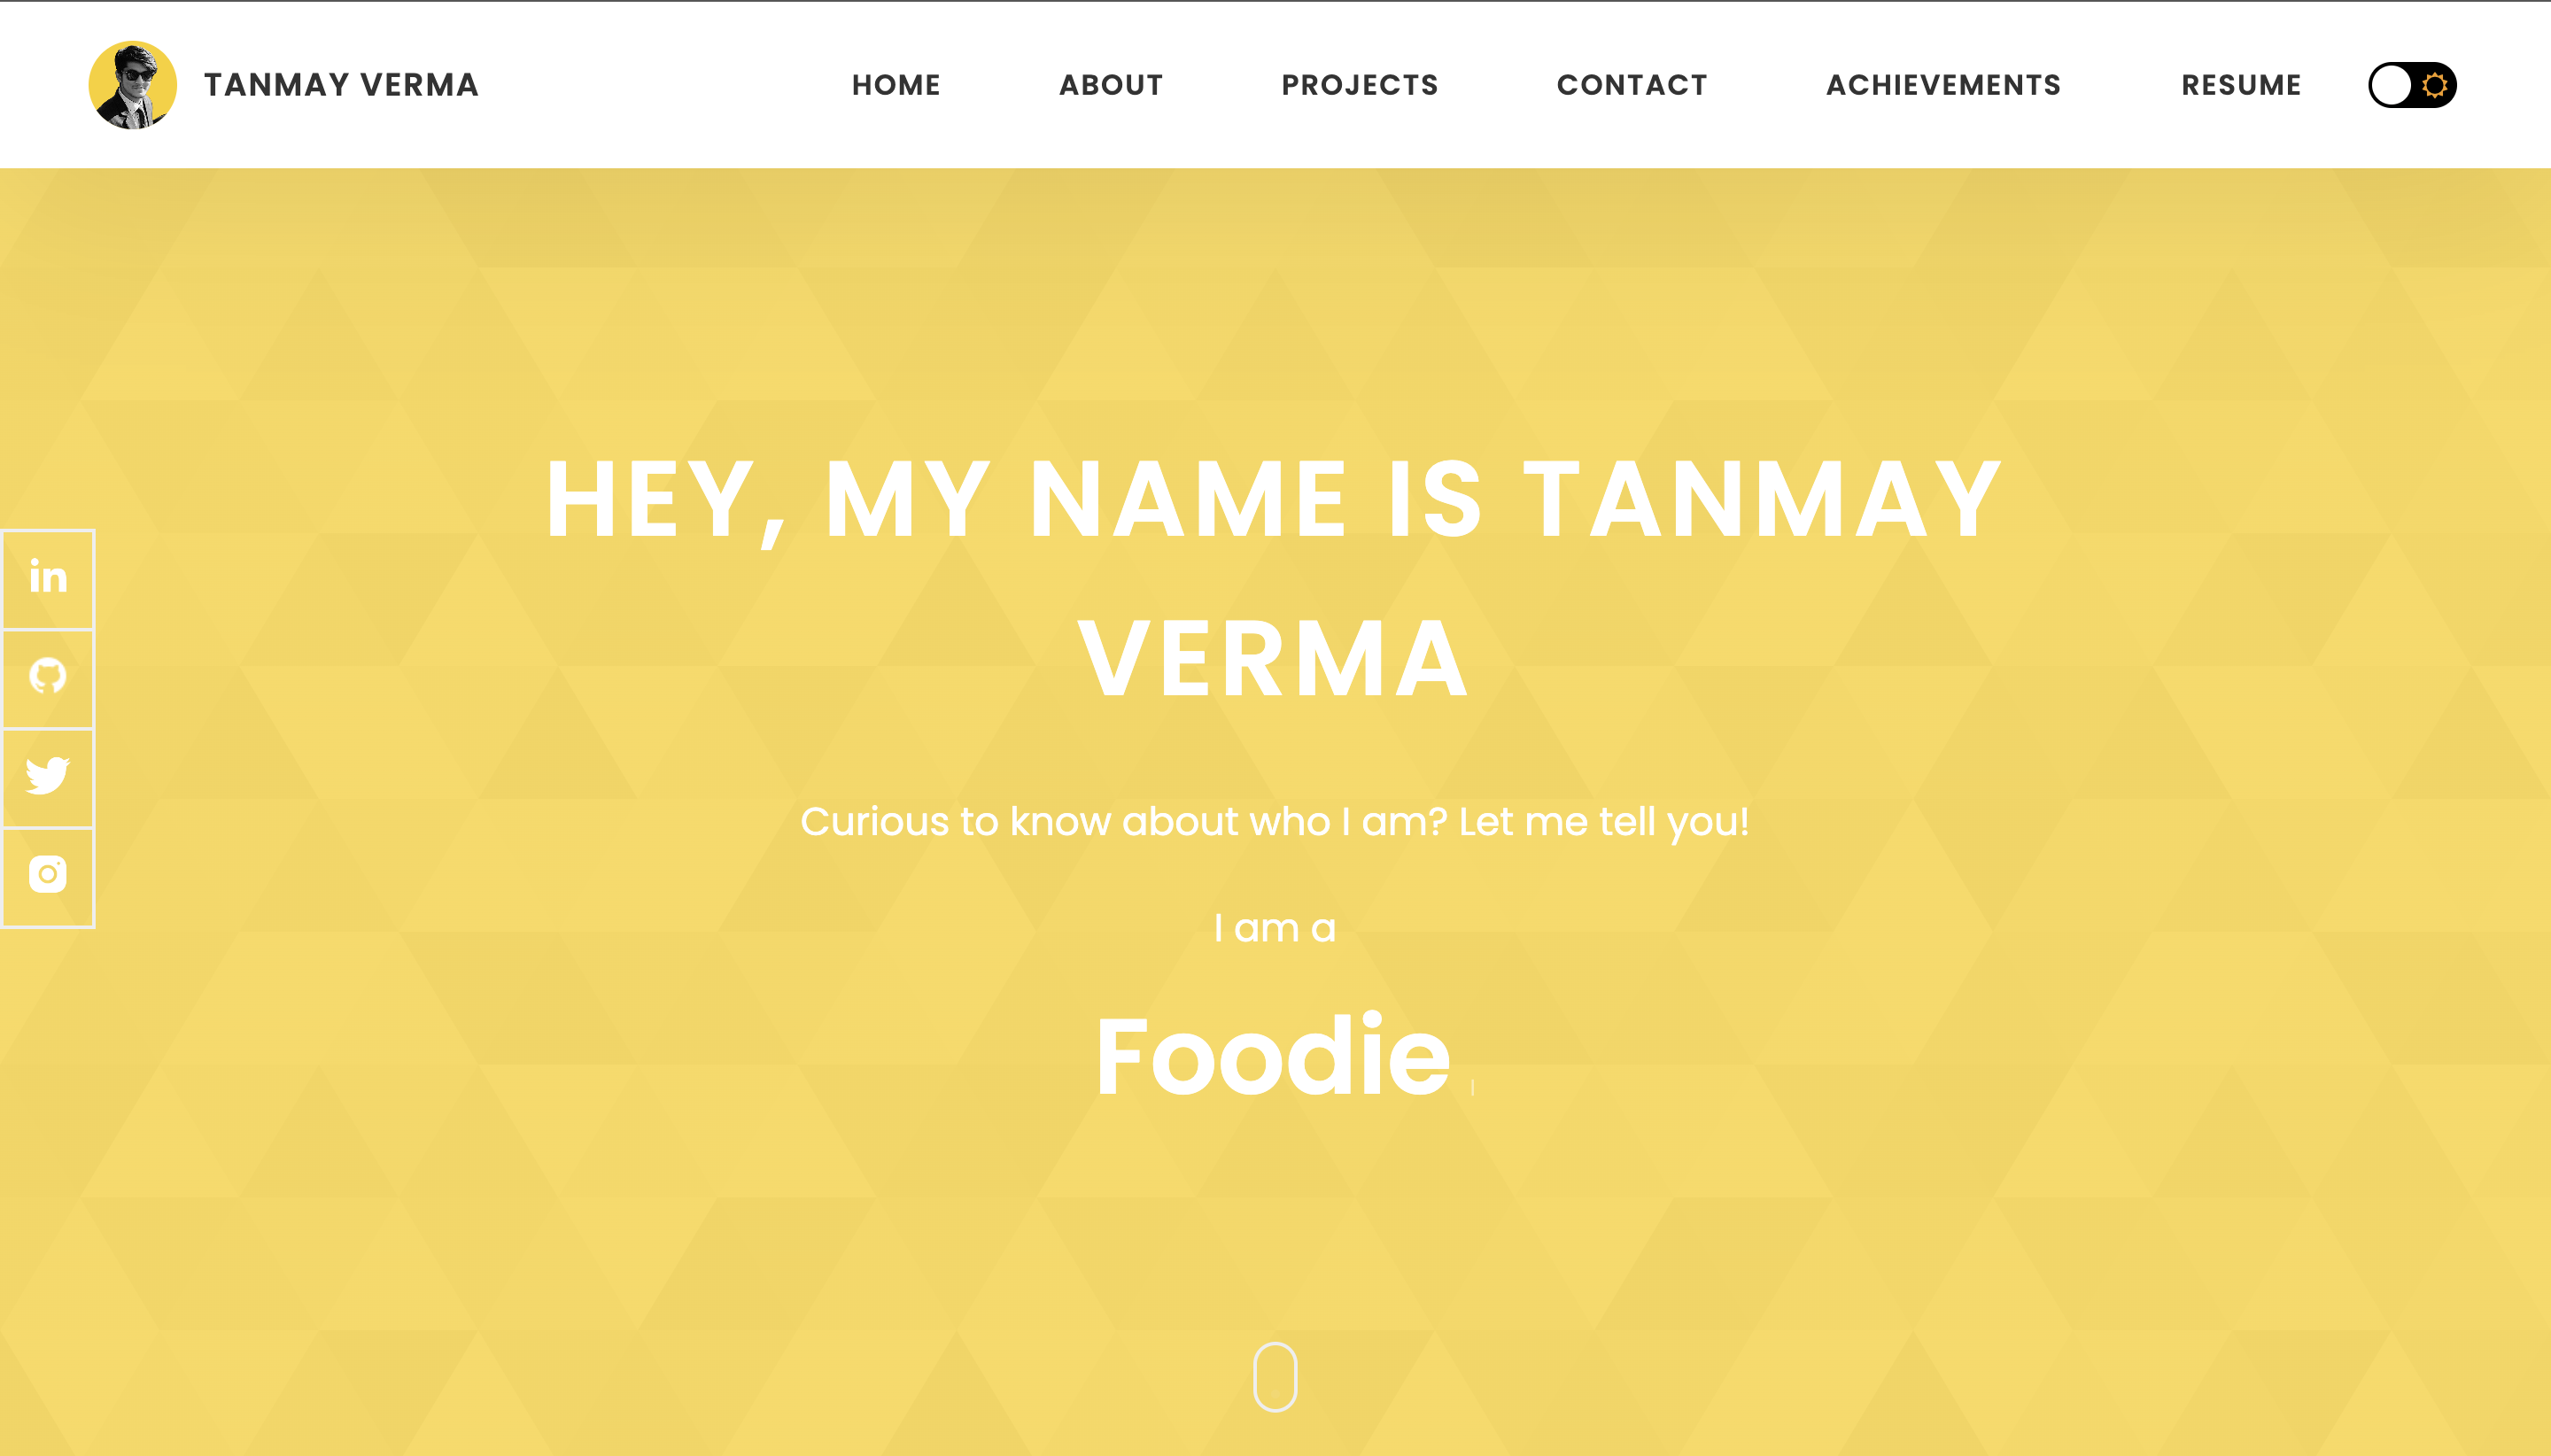 TANMAY VERMA
HOME ABOUT PROJECTS CONTACT ACHIEVEMENTS RESUME
HEY, MY NAME IS TANMAY
VERMA
in
Curious to know about who I am? Let me tell you!
I am a
Foodie